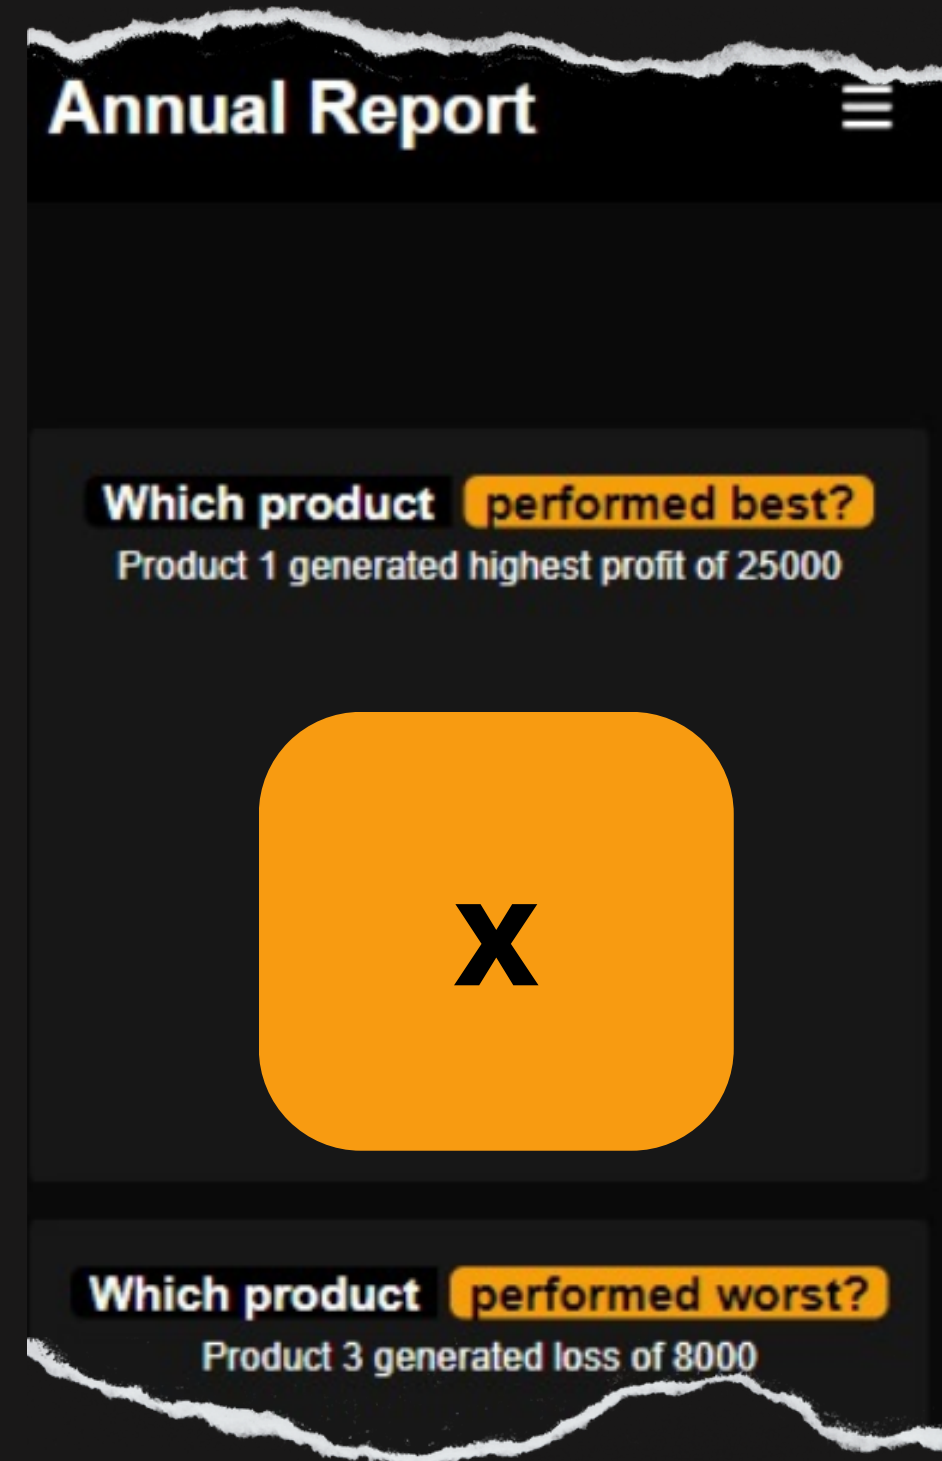 Annual Report
Which product performed best?
Product 1 generated highest profit of 25000
X
Which product performed worst?
Product 3 generated loss of 8000